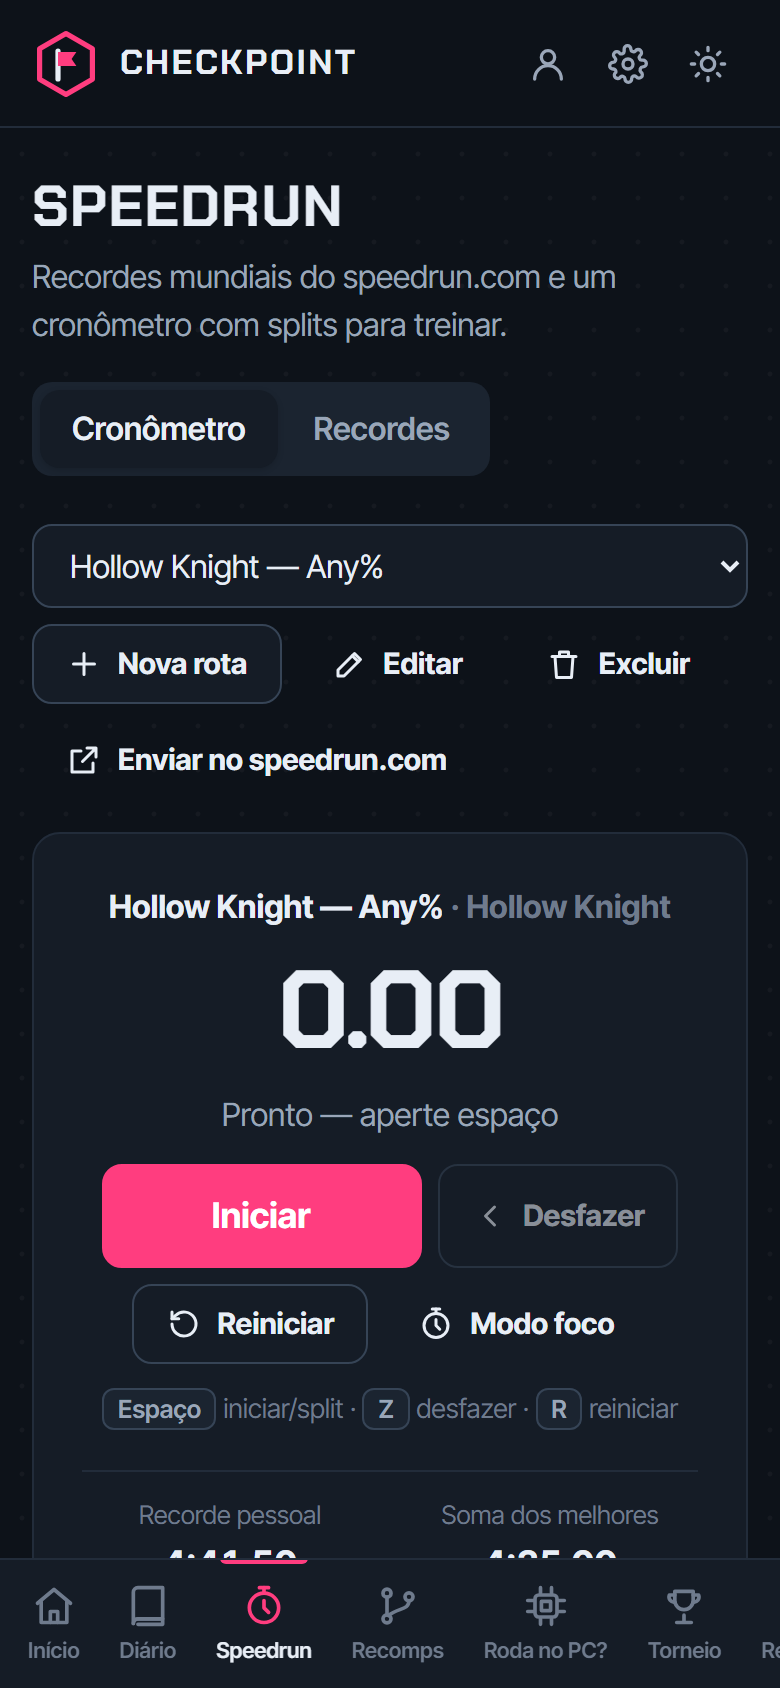 CHECKPOINT
SPEEDRUN
Recordes mundiais do speedrun.com e um
cronômetro com splits para treinar.
Cronômetro Recordes
Hollow Knight — Any%
Nova rota Editar Excluir
Enviar no speedrun.com
Hollow Knight — Any% · Hollow Knight
0.00
Pronto — aperte espaço
Iniciar Desfazer
Reiniciar Modo foco
Espaço iniciar/split · Z desfazer · R reiniciar
Recorde pessoal Soma dos melhores
Início Diário Speedrun Recomps Roda no PC? Torneio